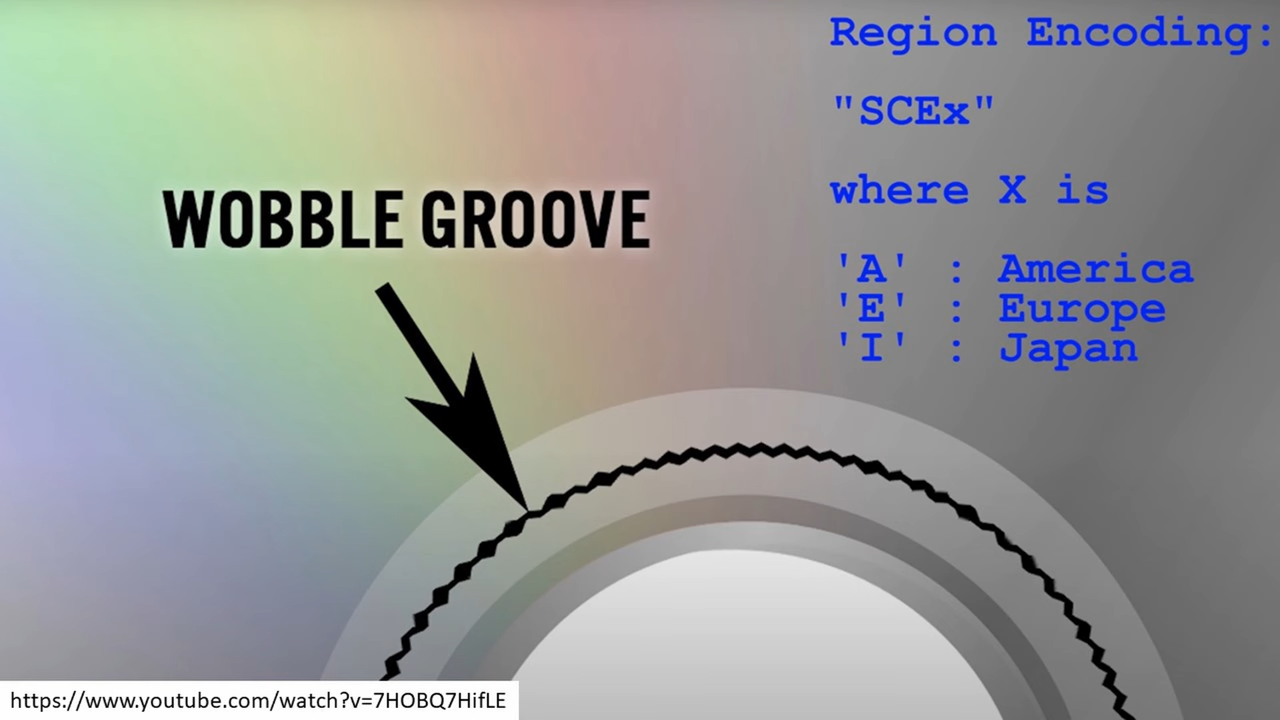 Region Encoding:
"SCEx"
where X is
'A' : America
'E' : Europe
'I' : Japan
WOBBLE GROOVE
https://www.youtube.com/watch?v=7HOBQ7HifLE